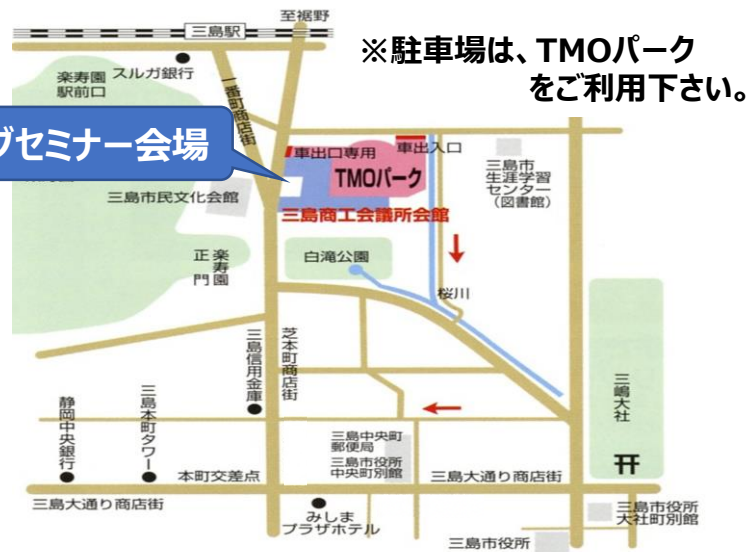 至裾野
三島駅
※駐車場は、TMOパーク
をご利用下さい。
スルガ銀行
楽寿園
駅前口
一番町商店街
ブセミナー会場
車出口専用
車出入口
TMOパーク
三島市
生涯学習
センター
（図書館）
三島市民文化会館
三島商工会議所会館
正門
楽寿園
白滝公園
桜川
三島信用金庫
芝本町商店街
三嶋大社
静岡中央銀行
三島本町タワー
三島中央町
郵便局
三島市役所
中央町別館
本町交差点
三島大通り商店街
三島大通り商店街
みしま
プラザホテル
三島市役所
大社町別館
三島市役所